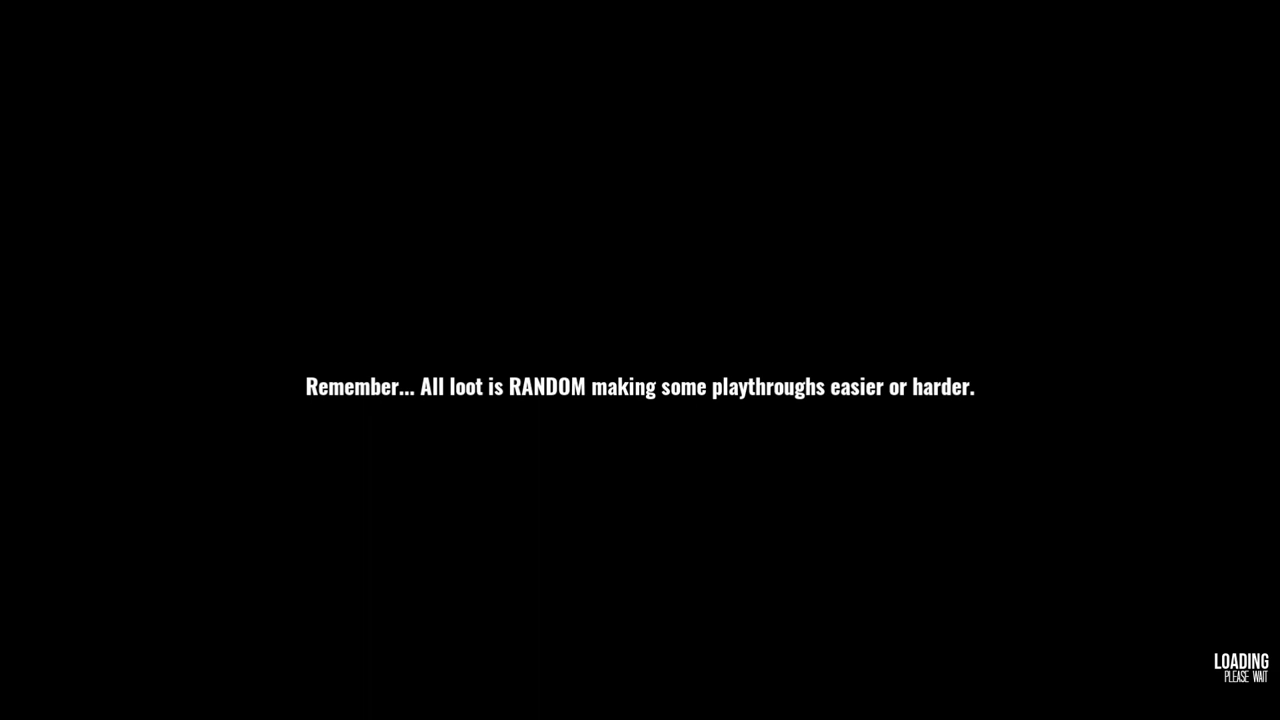 Remember... All loot is RANDOM making some playthroughs easier or harder.
LOADING
PLEASE WAIT